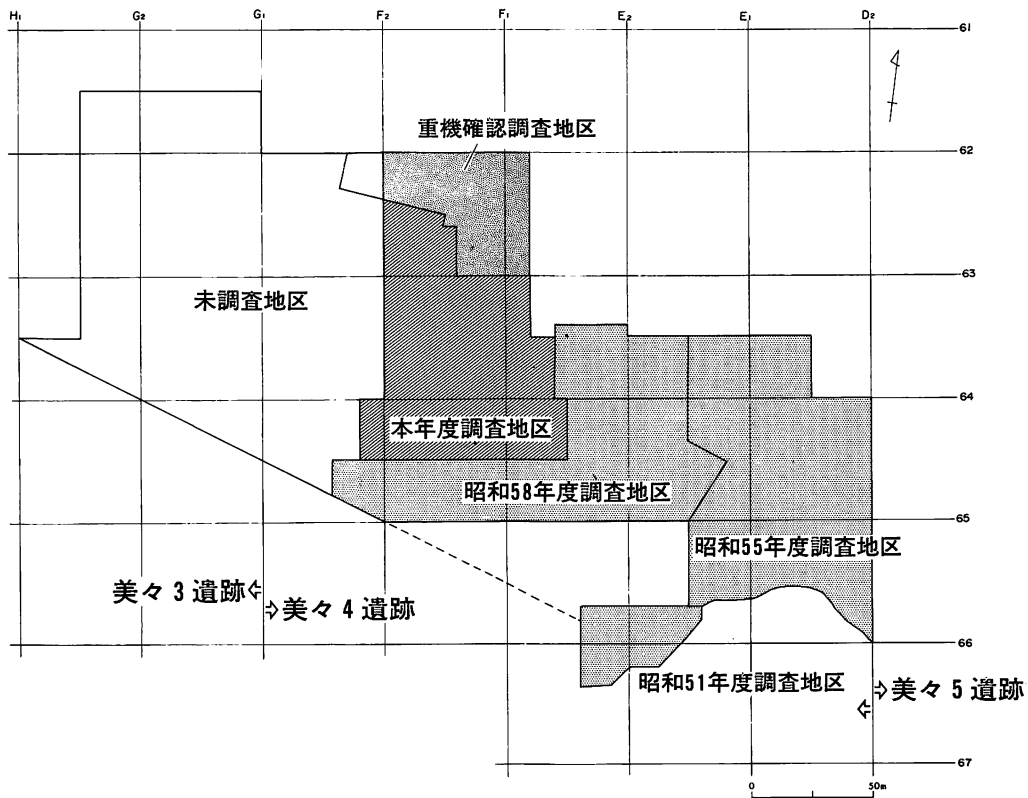 H1 G2 G1 F2 F1 E2 E1 D2
61
重機確認調査地区
62
63
未調査地区
64
本年度調査地区
昭和58年度調査地区
65
昭和55年度調査地区
美々3遺跡⇦
⇨美々4遺跡
66
昭和51年度調査地区
⇨美々5遺跡
⇦
67
0 50m